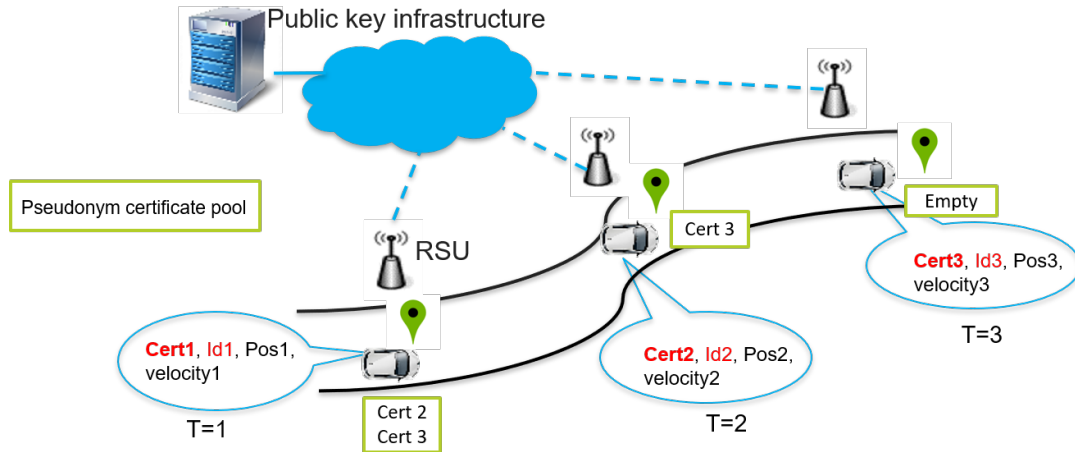 Public key infrastructure
Pseudonym certificate pool
RSU
Cert1, Id1, Pos1,
velocity1
Cert 2
Cert 3
T=1
Cert 3
Cert2, Id2, Pos2,
velocity2
T=2
Empty
Cert3, Id3, Pos3,
velocity3
T=3